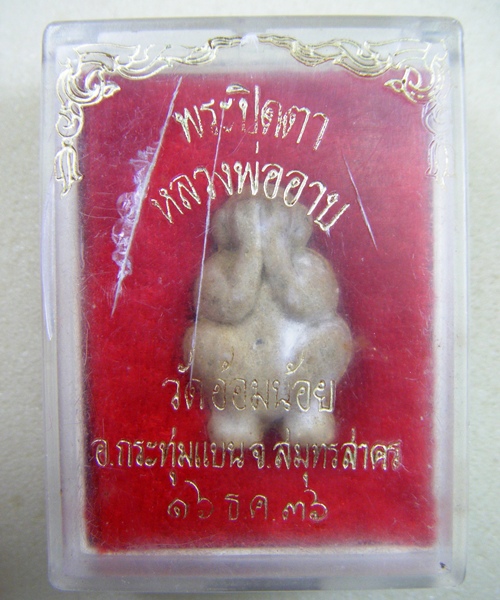 พระปิดตา
หลวงพ่ออาบ
วัดอ้อมน้อย
อ.กระทุ่มแบน จ.สมุทรสาคร
๑๖ ธ.ค. ๓๖